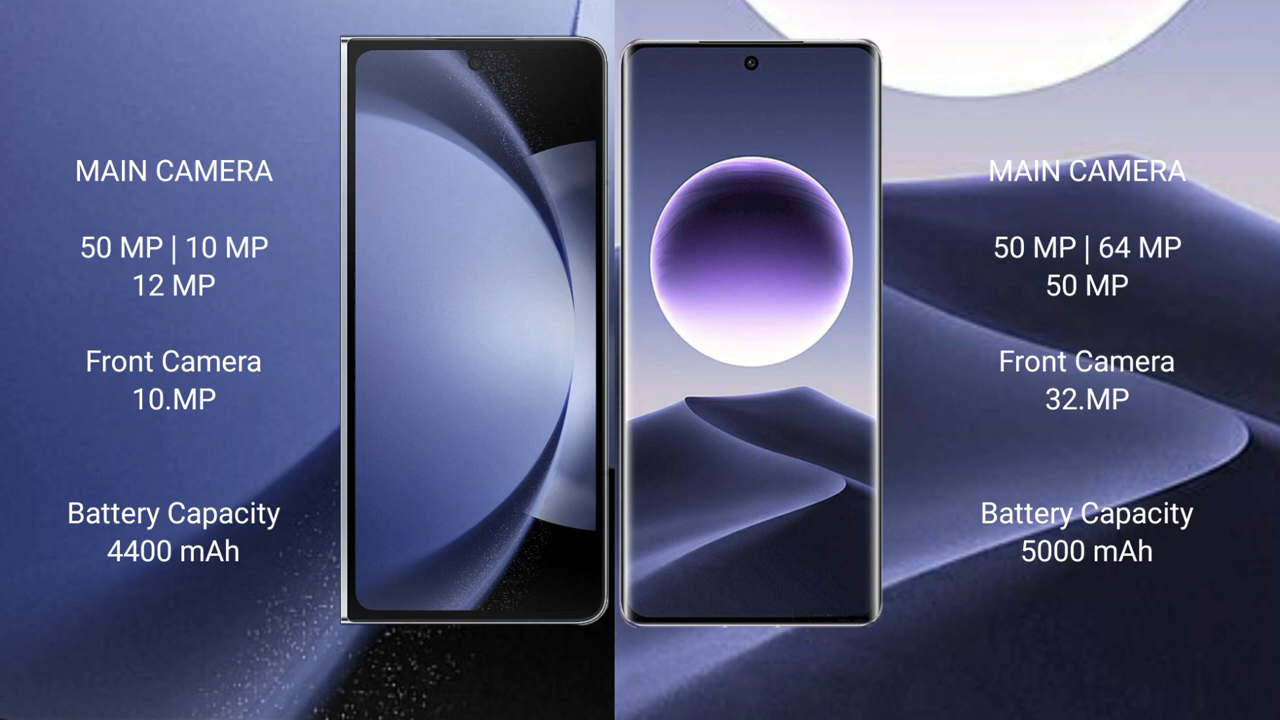 MAIN CAMERA
50 MP | 10 MP
12 MP
Front Camera
10.MP
Battery Capacity
4400 mAh
MAIN CAMERA
50 MP | 64 MP
50 MP
Front Camera
32.MP
Battery Capacity
5000 mAh